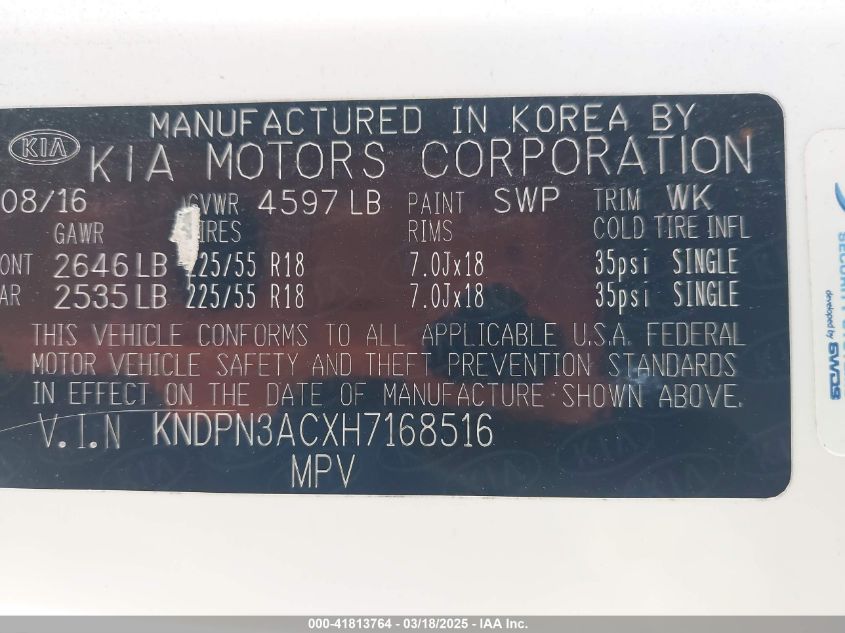 MANUFACTURED IN KOREA BY
KIA KIA MOTORS CORPORATION
08/16 GVWR 4597 LB PAINT SWP TRIM WK
GAWR IRES RIMS COLD TIRE INFL
ONT 2646 LB 225/55 R18 7.0Jx18 35psi SINGLE
AR 2535 LB 225/55 R18 7.0Jx18 35psi SINGLE
THIS VEHICLE CONFORMS TO ALL APPLICABLE U.S.A. FEDERAL
MOTOR VEHICLE SAFETY AND THEFT PREVENTION STANDARDS
IN EFFECT ON THE DATE OF MANUFACTURE SHOWN ABOVE.
V.I.N KNDPN3ACXH7168516
MPV
developed by
000-41813764 / 03/18/2025 - IAA Inc.